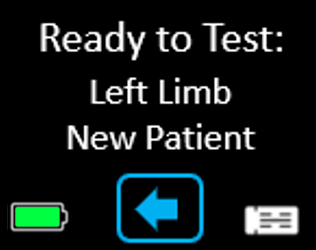 Ready to Test:
Left Limb
New Patient